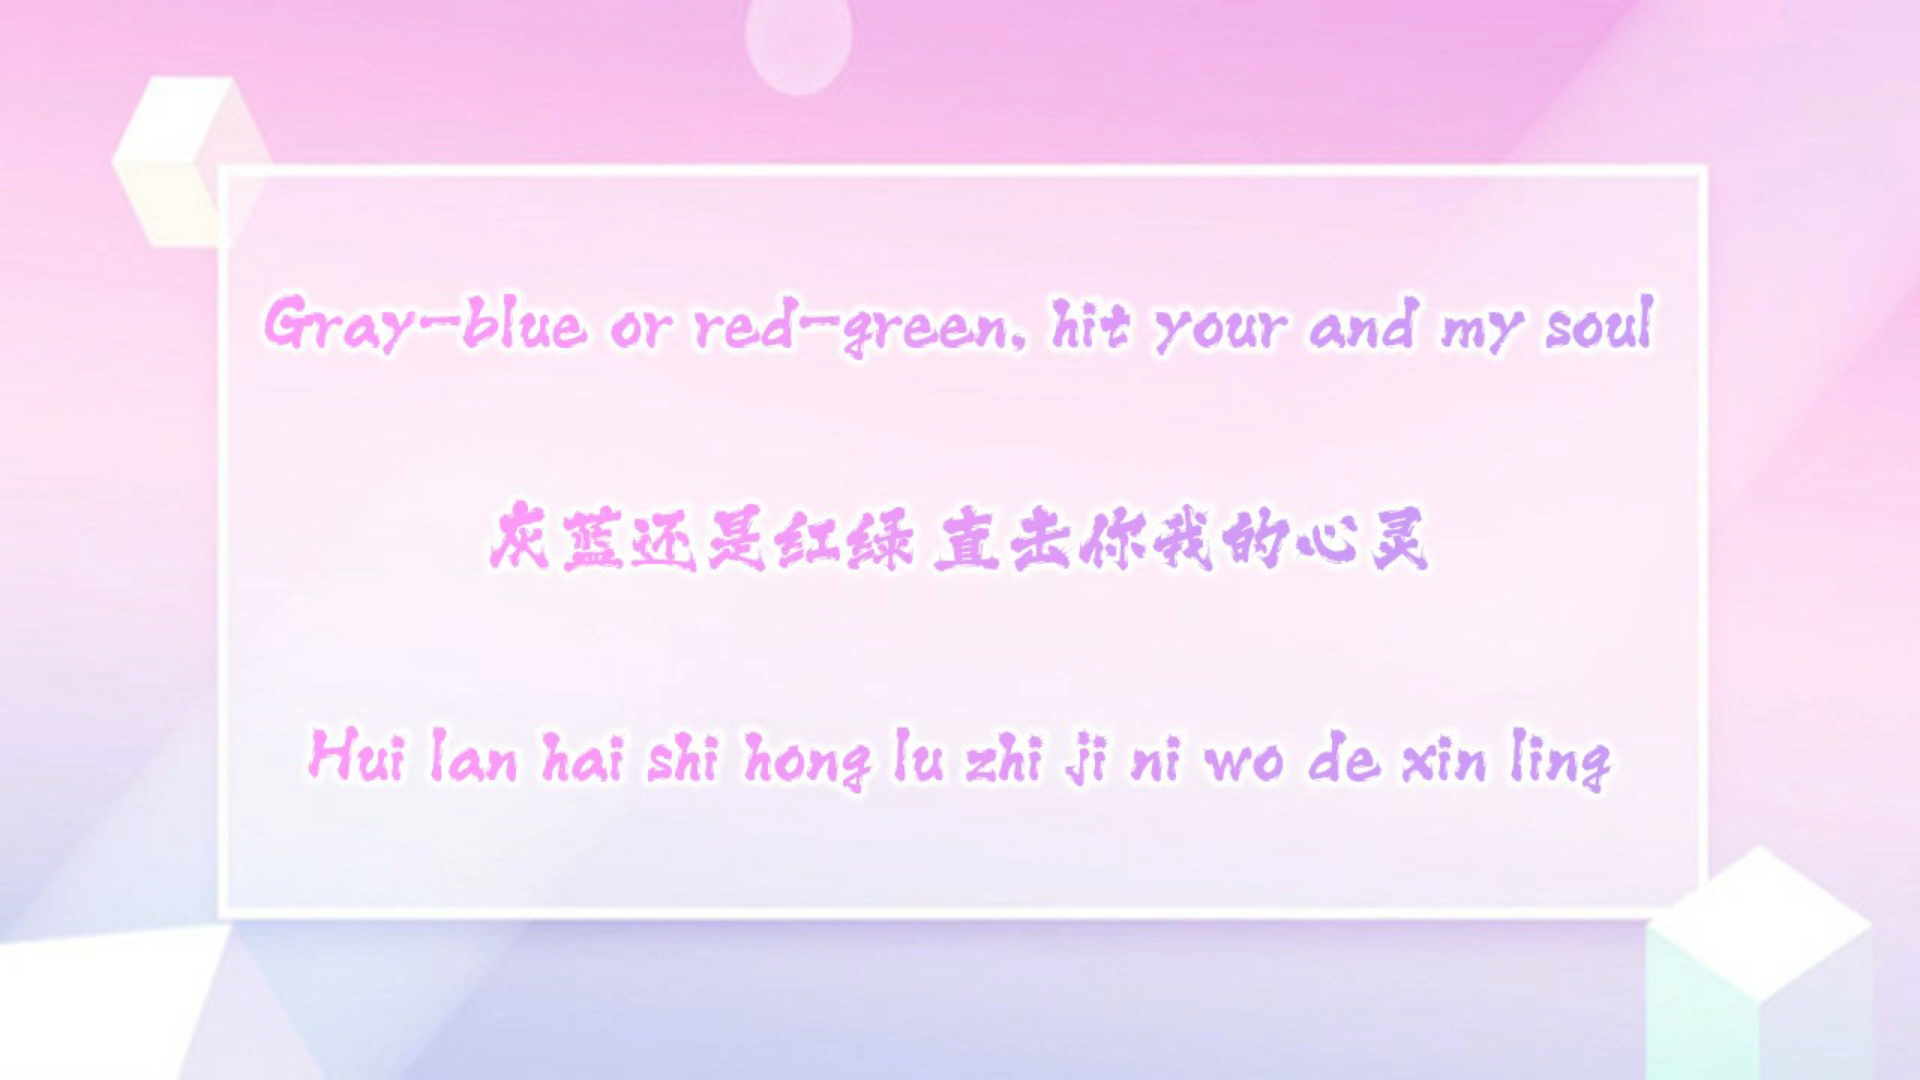 Gray-blue or red-green, hit your and my soul
灰蓝还是红绿 直击你我的心灵
Hui lan hai shi hong lu zhi ji ni wo de xin ling